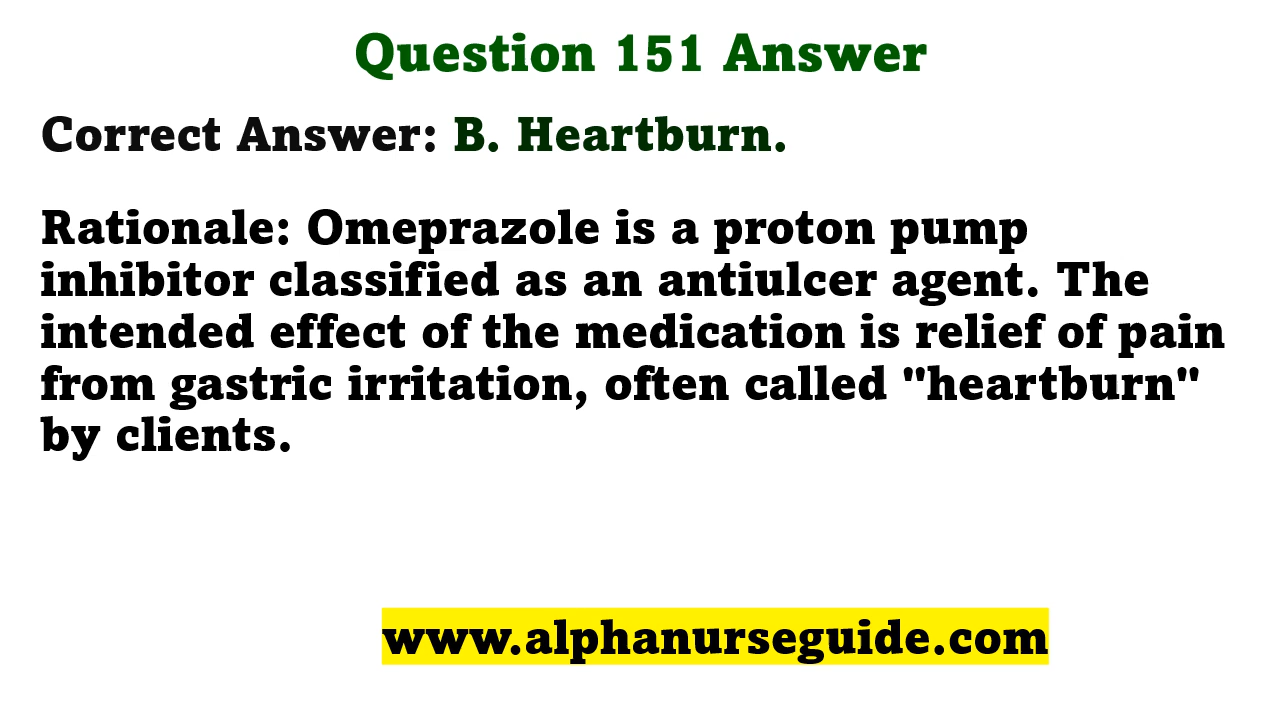 Question 151 Answer
Correct Answer: B. Heartburn.
Rationale: Omeprazole is a proton pump
inhibitor classified as an antiulcer agent. The
intended effect of the medication is relief of pain
from gastric irritation, often called "heartburn"
by clients.
www.alphanurseguide.com